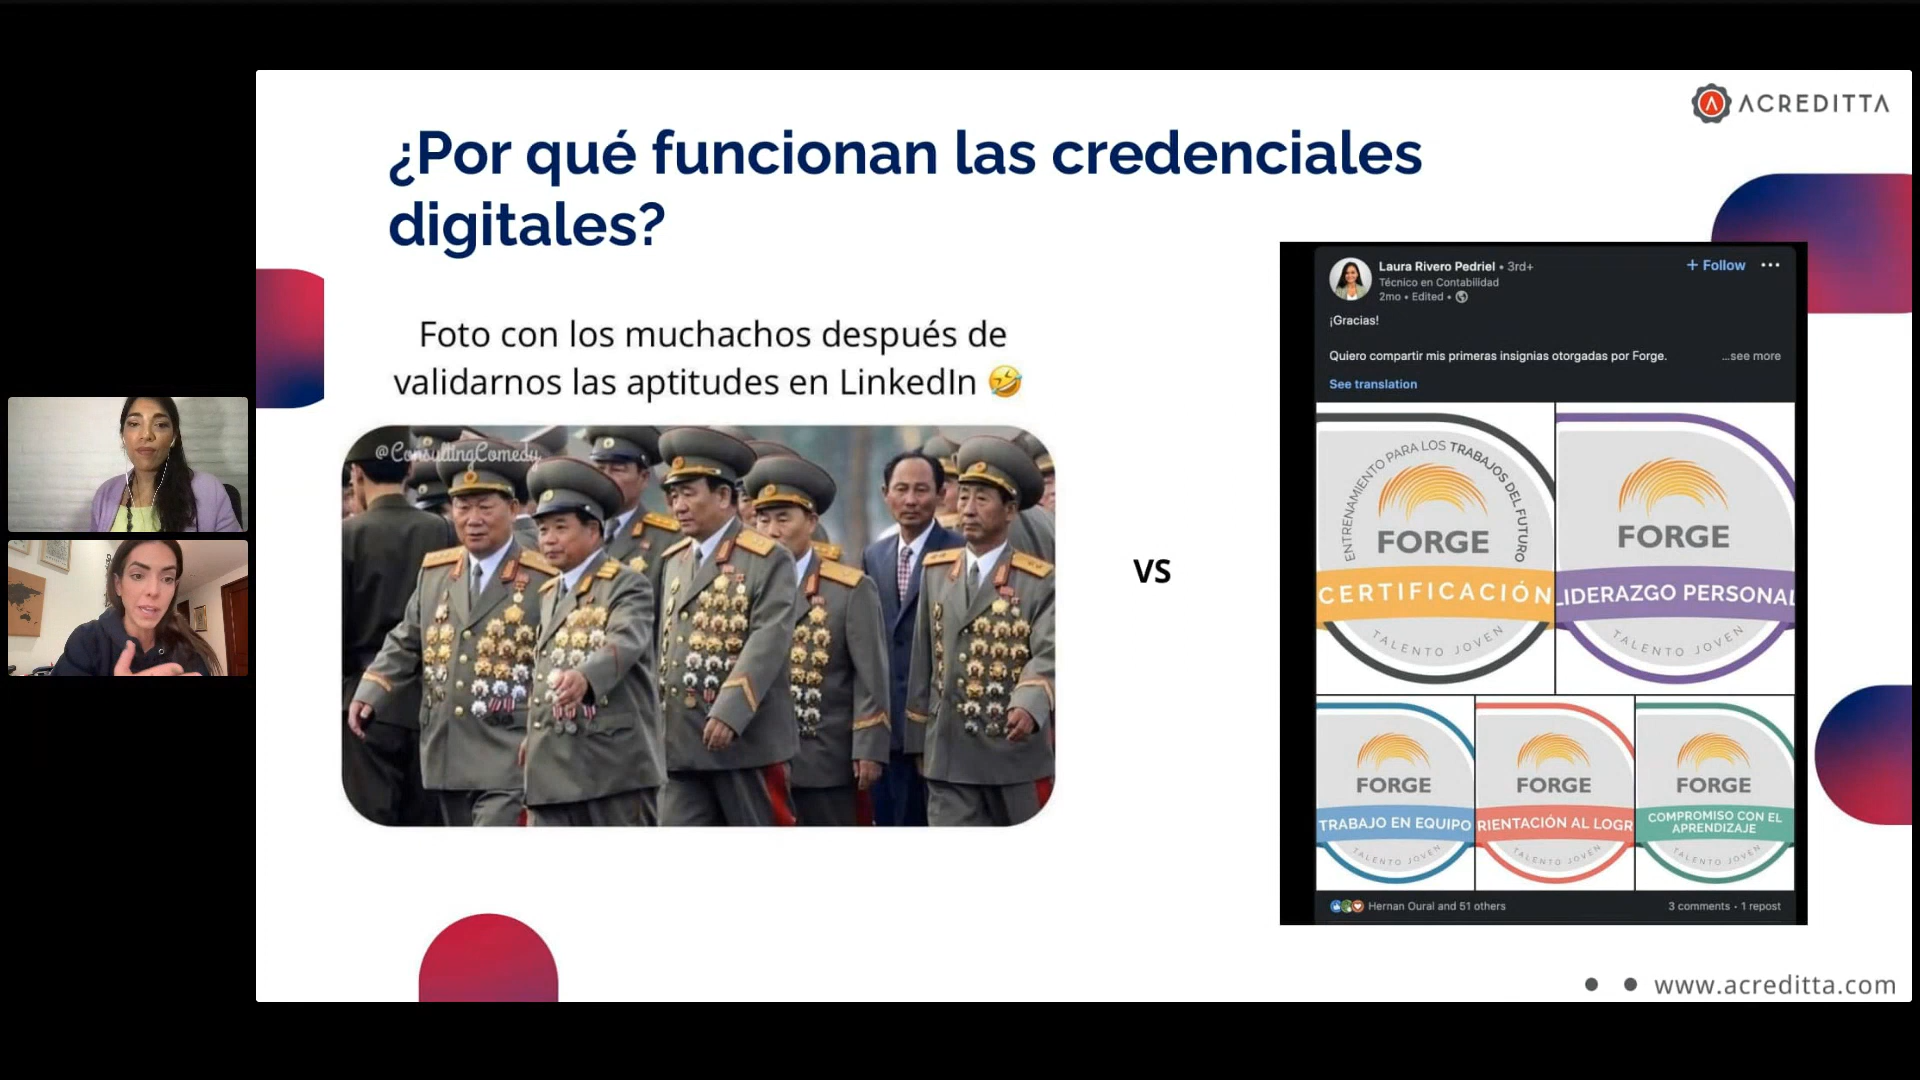 ACREDITTA
¿Por qué funcionan las credenciales
digitales?
Foto con los muchachos después de
validarnos las aptitudes en LinkedIn 🤣
@ConsultingComedy
VS
Laura Rivero Pedriel • 3rd+
+ Follow •••
Técnico en Contabilidad
2mo • Edited •
¡Gracias!
Quiero compartir mis primeras insignias otorgadas por Forge.
...see more
See translation
ENTRENAMIENTO PARA LOS TRABAJOS DEL FUTURO
FORGE
CERTIFICACIÓN
TALENTO JOVEN
FORGE
LIDERAZGO PERSONAL
TALENTO JOVEN
FORGE
TRABAJO EN EQUIPO
TALENTO JOVEN
FORGE
RIENTACIÓN AL LOGR
TALENTO JOVEN
FORGE
COMPROMISO CON EL
APRENDIZAJE
TALENTO JOVEN
Hernan Oural and 51 others
3 comments • 1 repost
www.acreditta.com